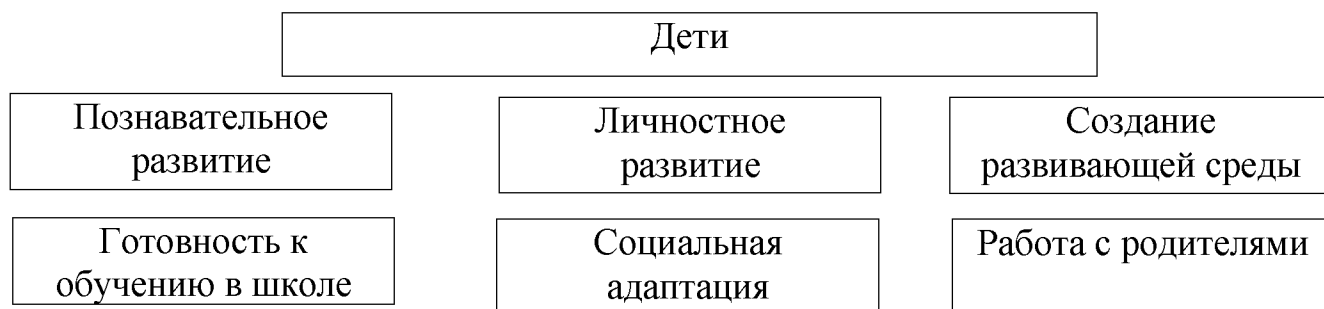 Дети
Познавательное
развитие
Личностное
развитие
Создание
развивающей среды
Готовность к
обучению в школе
Социальная
адаптация
Работа с родителями